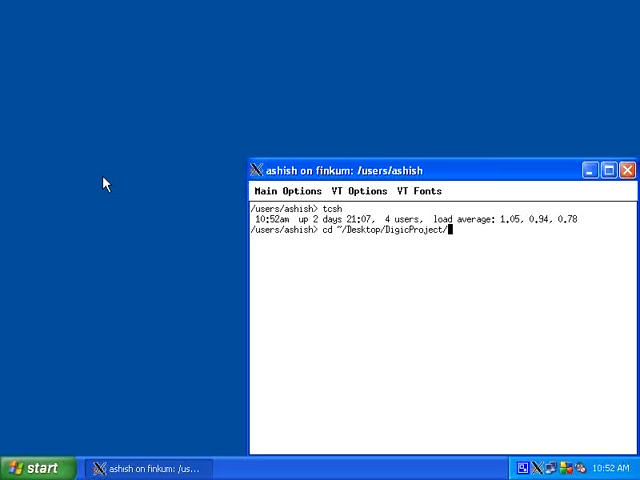 ashish on finkum: /users/ashish
Main Options VT Options VT Fonts
/users/ashish> tcsh
10:52am up 2 days 21:07, 4 users, load average: 1.05, 0.94, 0.78
/users/ashish> cd ~/Desktop/DigicProject/
start
ashish on finkum: /us...
10:52 AM